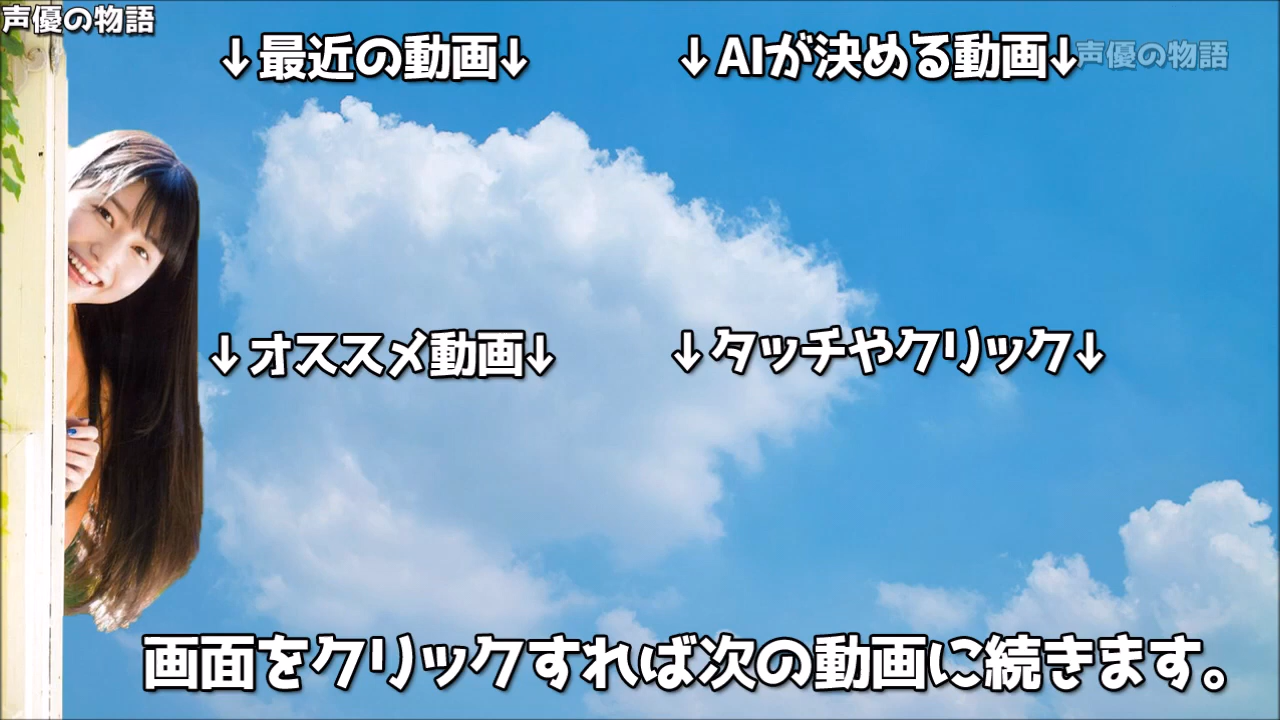 声優の物語
↓最近の動画↓
↓AIが決める動画↓
声優の物語
↓オススメ動画↓
↓タッチやクリック↓
画面をクリックすれば次の動画に続きます。